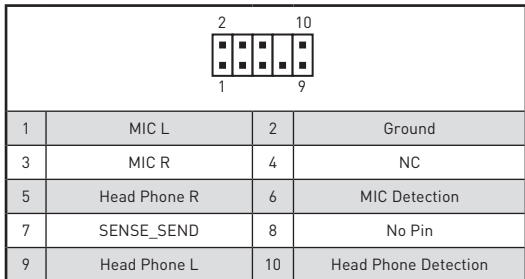 2 10
1 9
1 MIC L 2 Ground
3 MIC R 4 NC
5 Head Phone R 6 MIC Detection
7 SENSE_SEND 8 No Pin
9 Head Phone L 10 Head Phone Detection